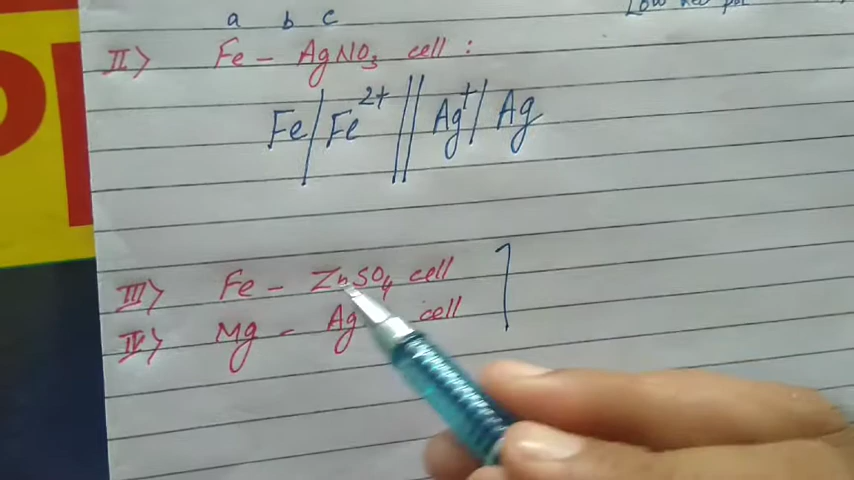 a b c
II> Fe - AgNO3 cell :
Fe/Fe2+ || Ag+/Ag
III> Fe - ZnSO4 cell
IV> Mg - Ag cell